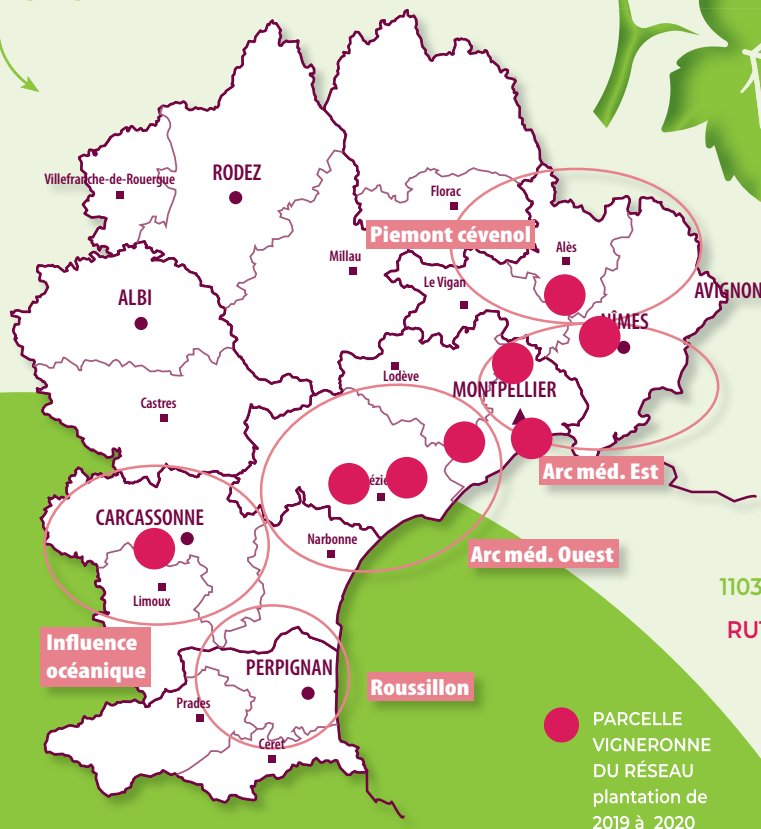 Villefranche-de-Rouergue
RODEZ
Florac
Piemont cévenol
Alès
Millau
Le Vigan
AVIGNON
ALBI
NÎMES
Lodève
MONTPELLIER
Castres
Arc méd. Est
CARCASSONNE
Narbonne
Arc méd. Ouest
Limoux
1103
Influence
océanique
PERPIGNAN
Roussillon
Prades
Céret
PARCELLE
VIGNERONNE
DU RÉSEAU
plantation de
2019 à 2020